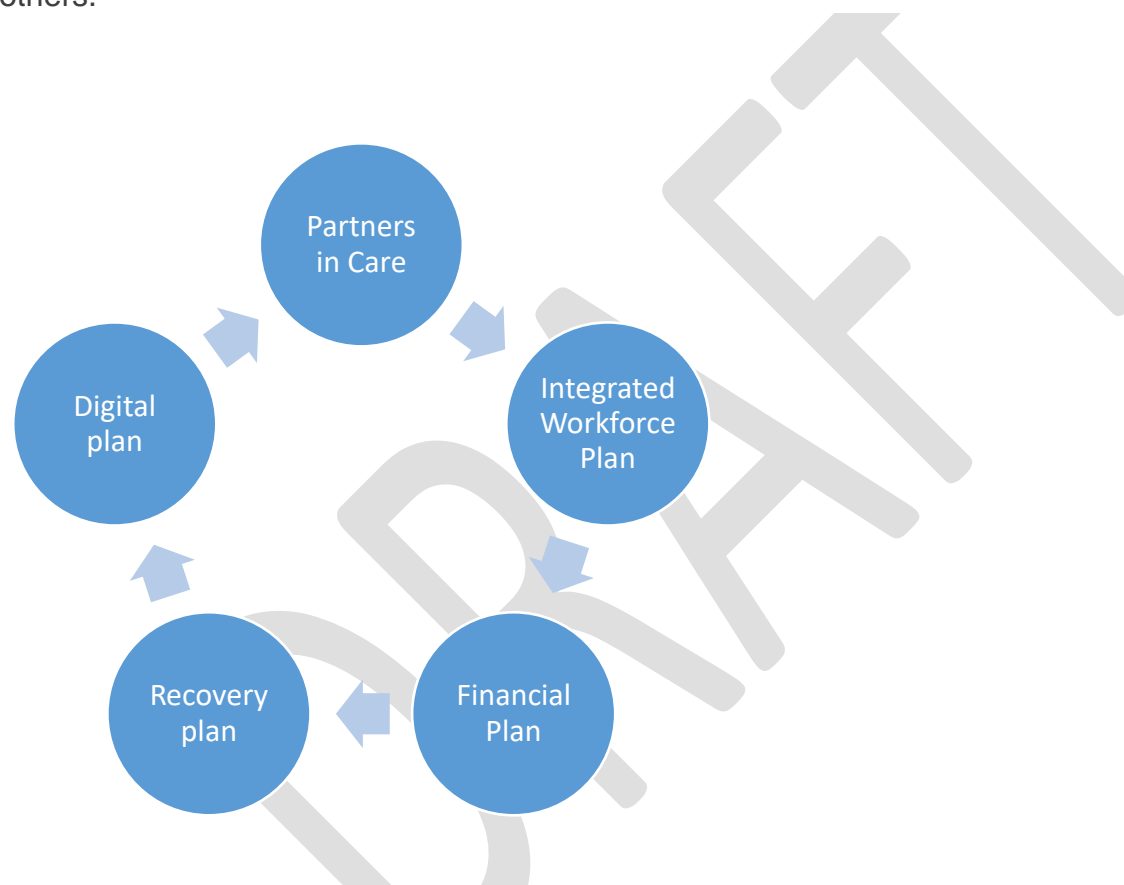 others.
Partners
in Care
Integrated
Workforce
Plan
Financial
Plan
Recovery
plan
Digital
plan
DRAFT